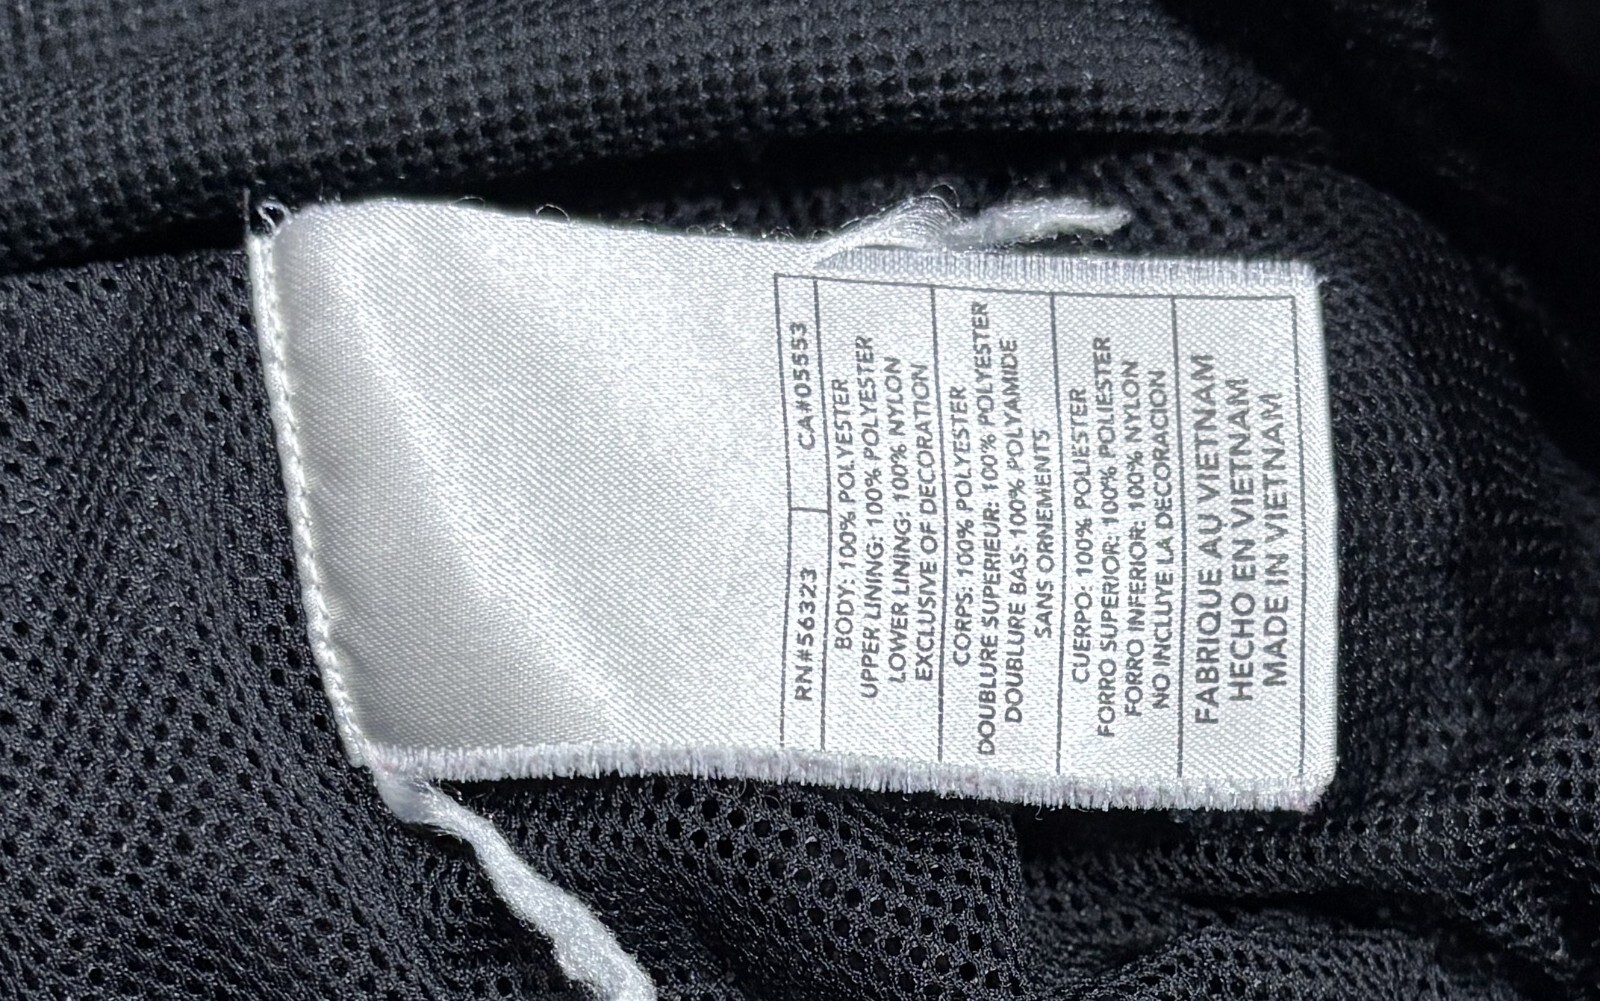 RN#56323 CA#05553
BODY: 100% POLYESTER
UPPER LINING: 100% POLYESTER
LOWER LINING: 100% NYLON
EXCLUSIVE OF DECORATION
CORPS: 100% POLYESTER
DOUBLURE SUPERIEUR: 100% POLYESTER
DOUBLURE BAS: 100% POLYAMIDE
SANS ORNEMENTS
CUERPO: 100% POLIESTER
FORRO SUPERIOR: 100% POLIESTER
FORRO INFERIOR: 100% NYLON
NO INCLUYE LA DECORACION
FABRIQUE AU VIETNAM
HECHO EN VIETNAM
MADE IN VIETNAM